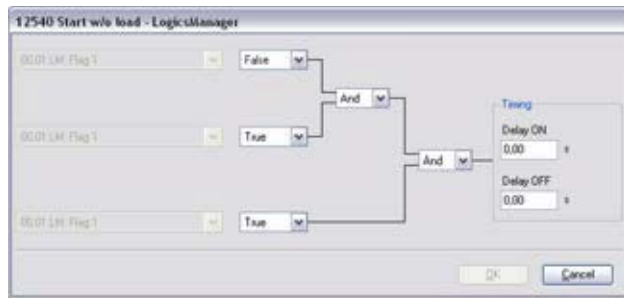 12540 Start w/o load - LogicsManager
00.01 LM: Flag 1
False
And
Timing
00.01 LM: Flag 1
True
Delay ON
0,00 s
And
Delay OFF
0,00 s
00.01 LM: Flag 1
True
OK
Cancel